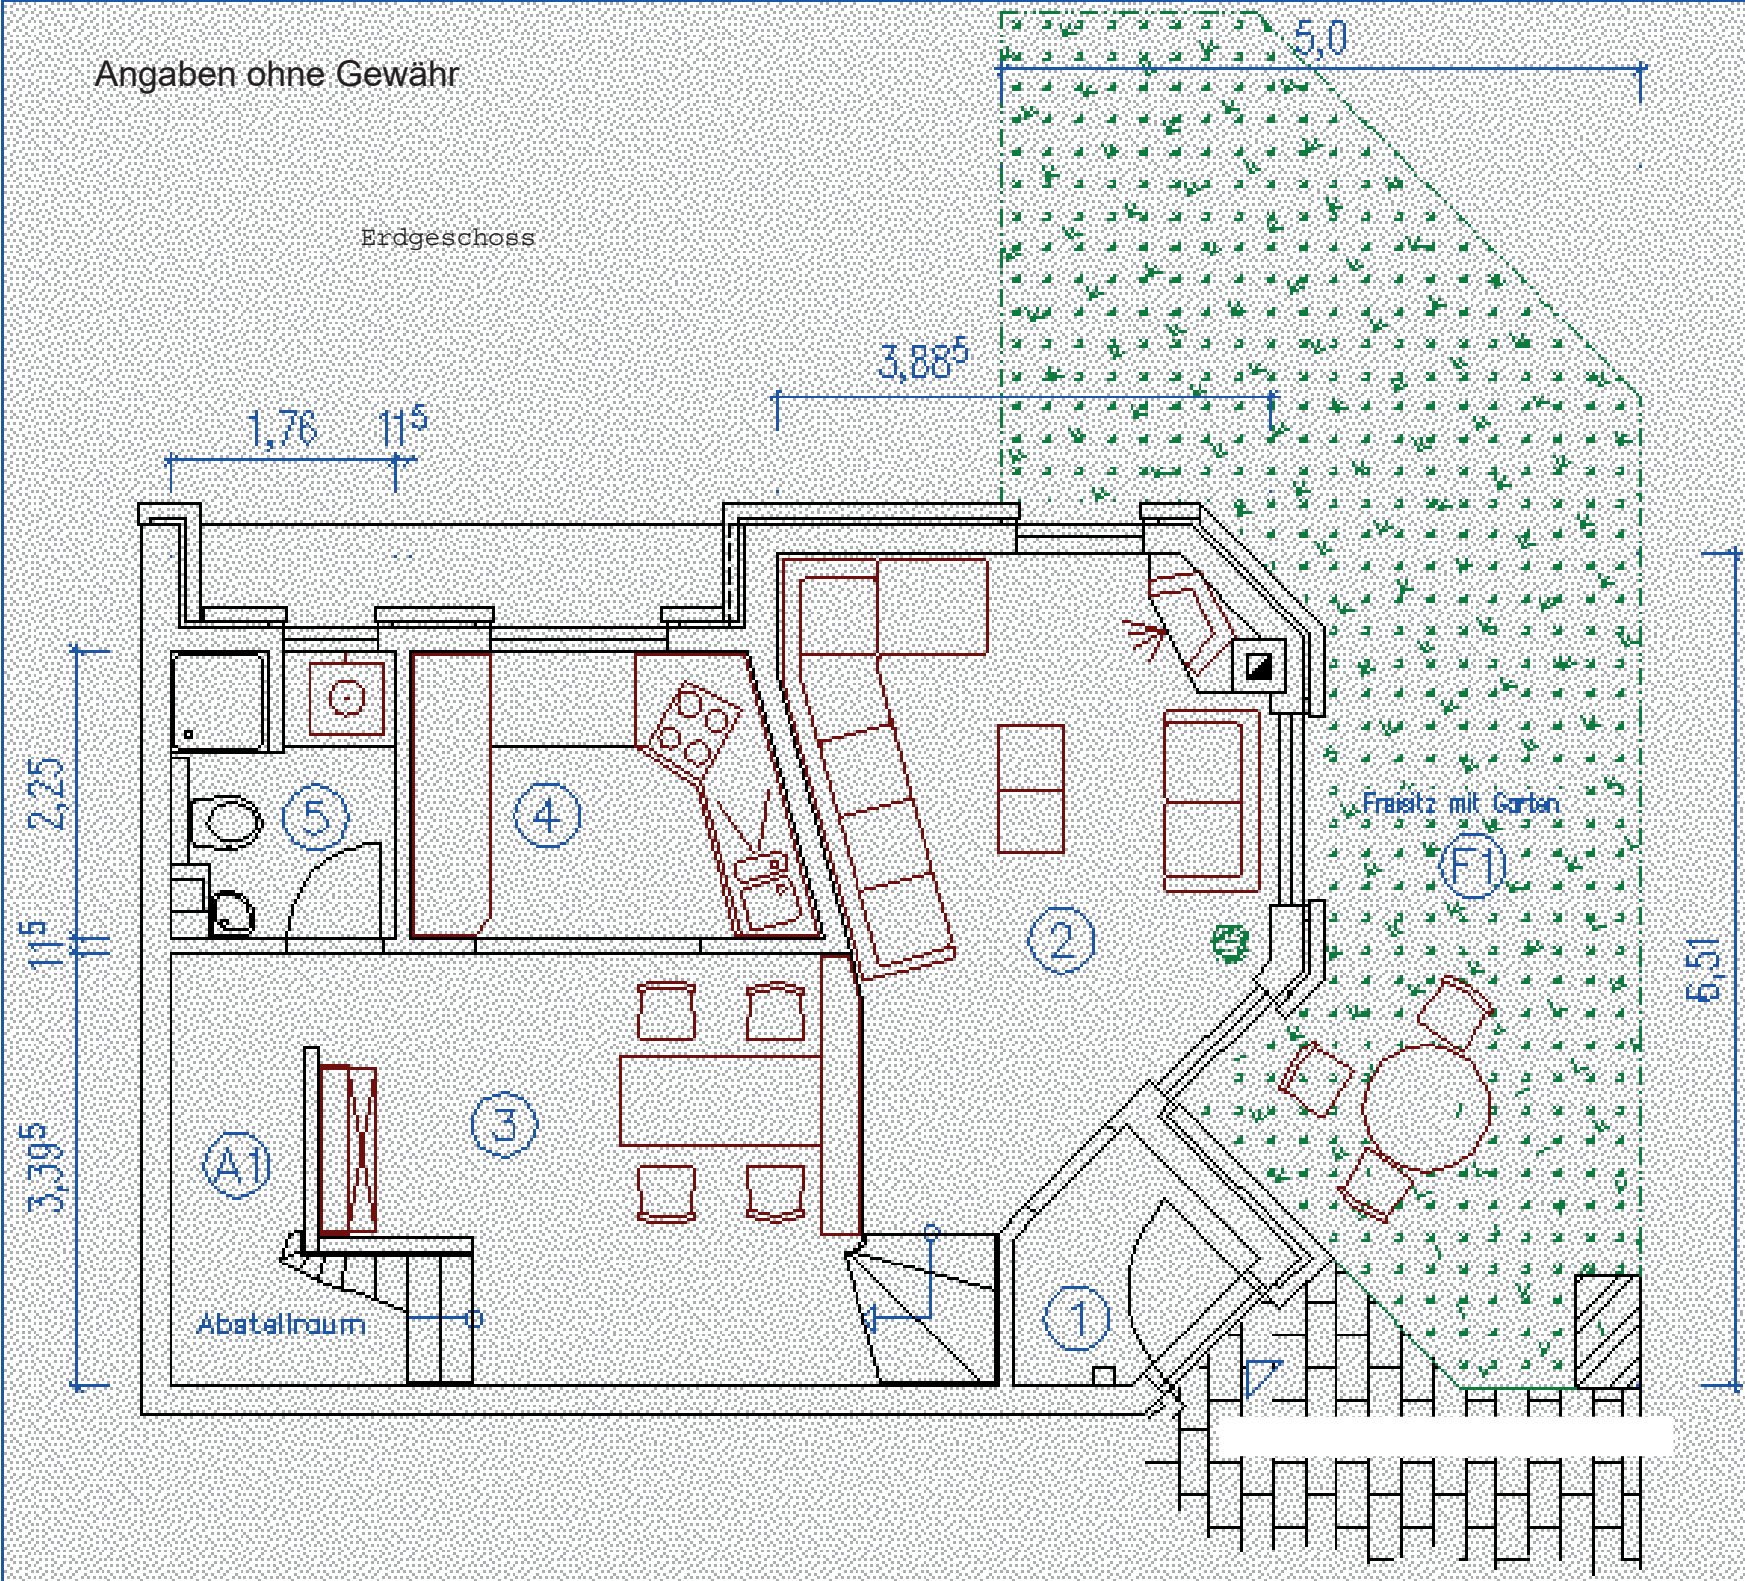 5,0
Angaben ohne Gewähr
Erdgeschoss
3,88⁵
1,76 11⁵
2,25
5
4
Freisitz mit Garten
F1
2
11⁵
6,51
3
3,39⁵
A1
1
Abstellraum